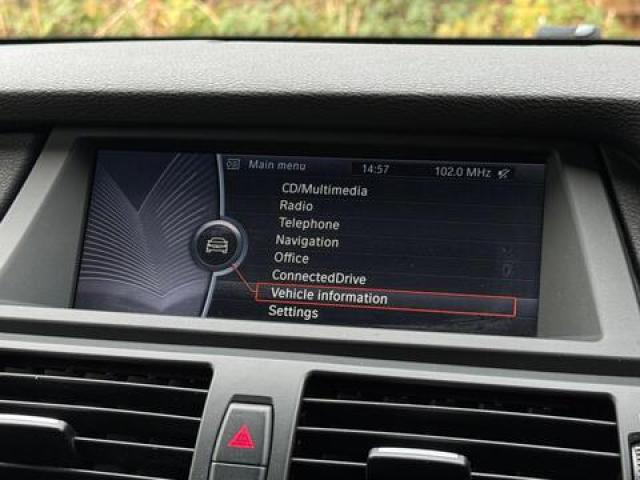 Main menu 14:57 102.0 MHz
CD/Multimedia
Radio
Telephone
Navigation
Office
ConnectedDrive
Vehicle information
Settings